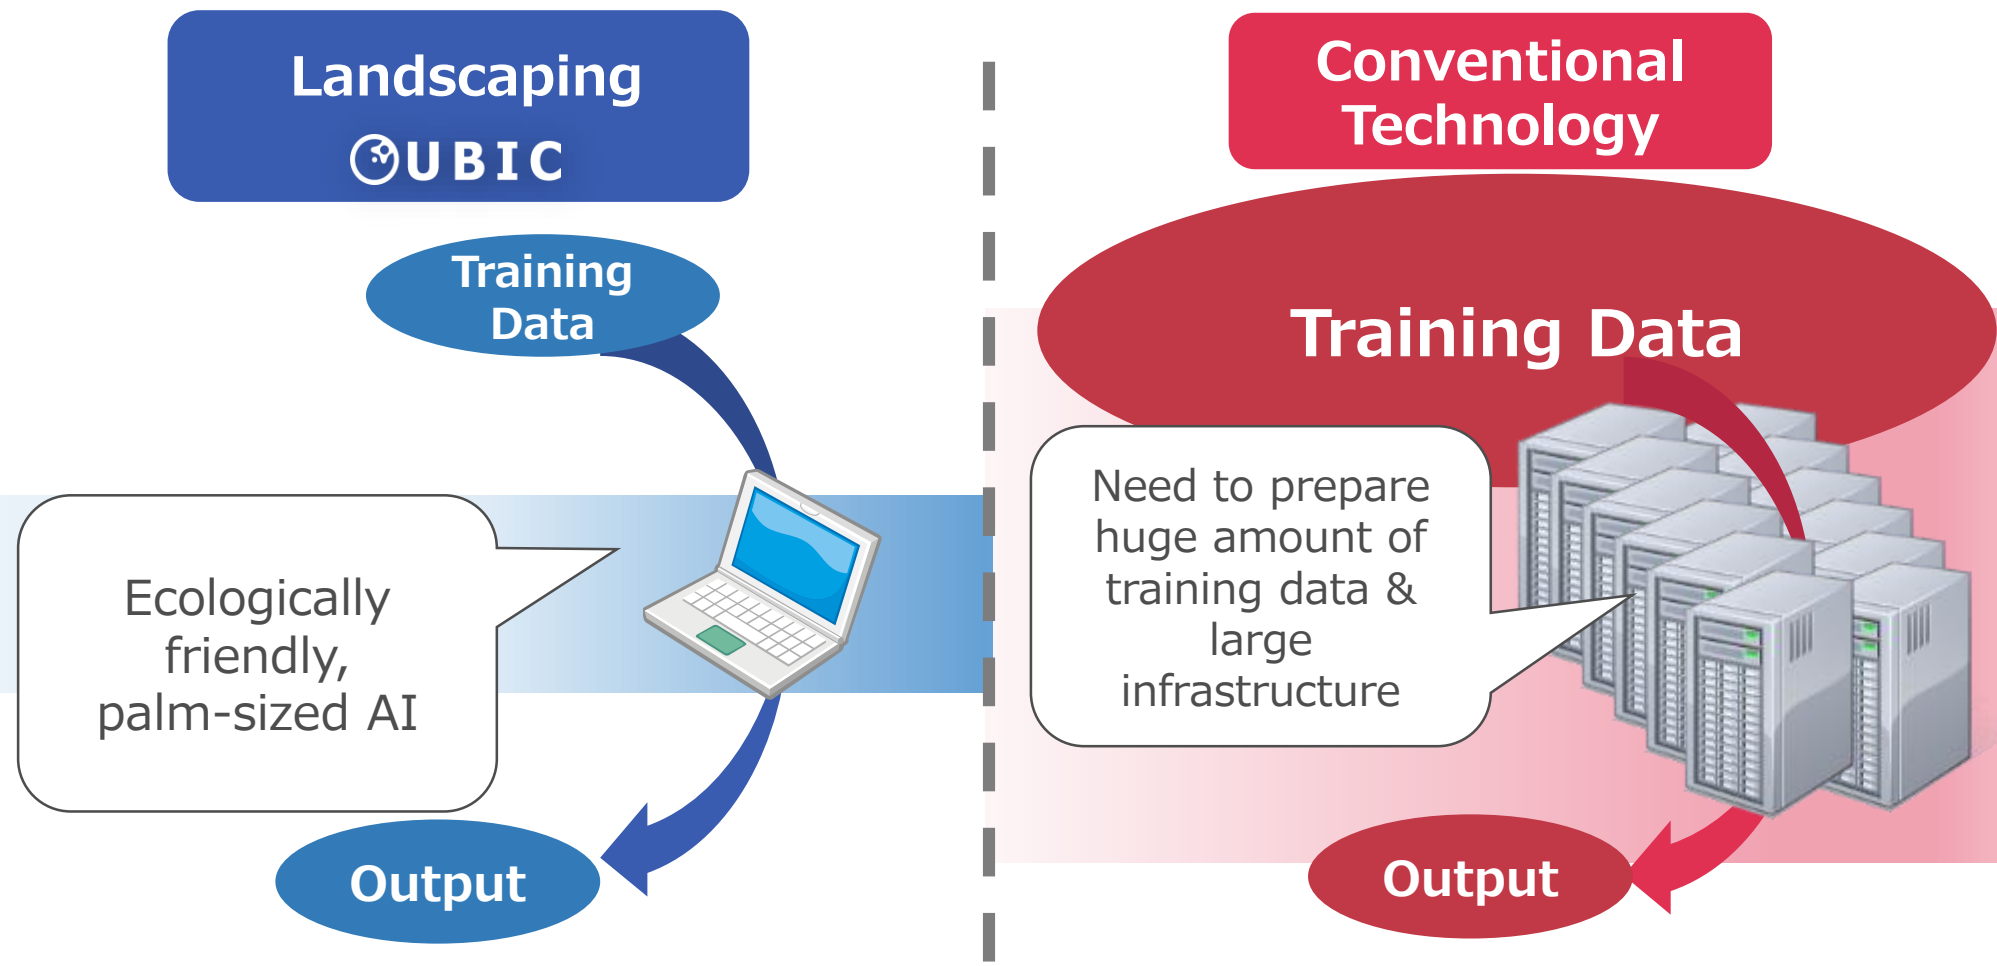 Landscaping
UBIC
Training
Data
Ecologically
friendly,
palm-sized AI
Output
Conventional
Technology
Training Data
Need to prepare
huge amount of
training data &
large
infrastructure
Output